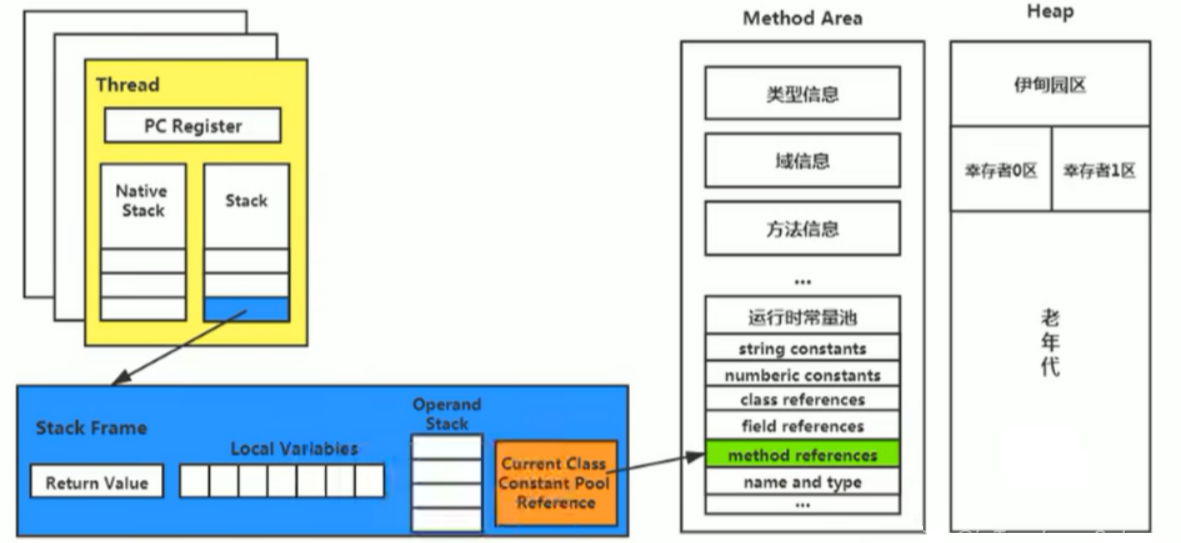 Thread
PC Register
Native
Stack
Stack
Stack Frame
Return Value
Local Variables
Operand
Stack
Current Class
Constant Pool
Reference
Method Area
类型信息
域信息
方法信息
...
运行时常量池
string constants
numberic constants
class references
field references
method references
name and type
...
Heap
伊甸园区
幸存者0区
幸存者1区
老
年
代